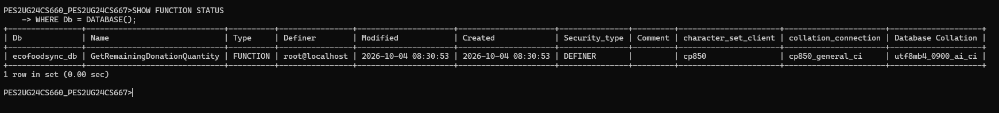 PES2UG24CS660_PES2UG24CS667>SHOW FUNCTION STATUS
    -> WHERE Db = DATABASE();
+----------------+------------------------------+----------+----------------+---------------------+---------------------+---------------+---------+----------------------+----------------------+--------------------+
| Db             | Name                         | Type     | Definer        | Modified            | Created             | Security_type | Comment | character_set_client | collation_connection | Database Collation |
+----------------+------------------------------+----------+----------------+---------------------+---------------------+---------------+---------+----------------------+----------------------+--------------------+
| ecofoodsync_db | GetRemainingDonationQuantity | FUNCTION | root@localhost | 2026-10-04 08:30:53 | 2026-10-04 08:30:53 | DEFINER       |         | cp850                | cp850_general_ci     | utf8mb4_0900_ai_ci |
+----------------+------------------------------+----------+----------------+---------------------+---------------------+---------------+---------+----------------------+----------------------+--------------------+
1 row in set (0.00 sec)

PES2UG24CS660_PES2UG24CS667>